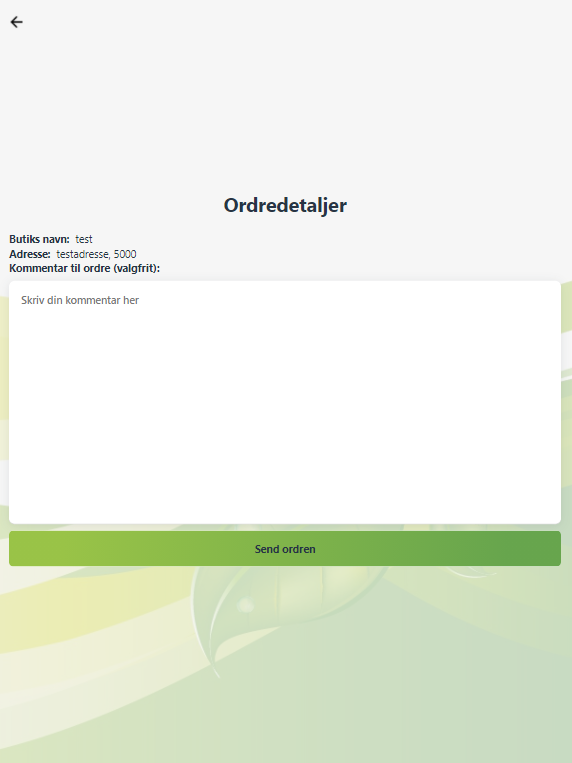 Ordredetaljer
Butiks navn: test
Adresse: testadresse, 5000
Kommentar til ordre (valgfrit):
Skriv din kommentar her
Send ordren